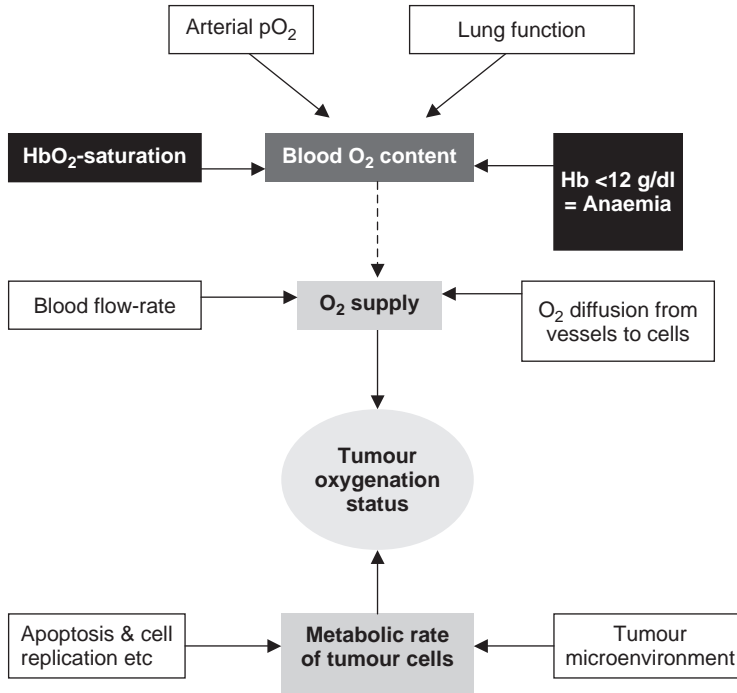 Arterial pO₂
Lung function
HbO₂-saturation
Blood O₂ content
Hb <12 g/dl
= Anaemia
Blood flow-rate
O₂ supply
O₂ diffusion from
vessels to cells
Tumour
oxygenation
status
Apoptosis & cell
replication etc
Metabolic rate
of tumour cells
Tumour
microenvironment